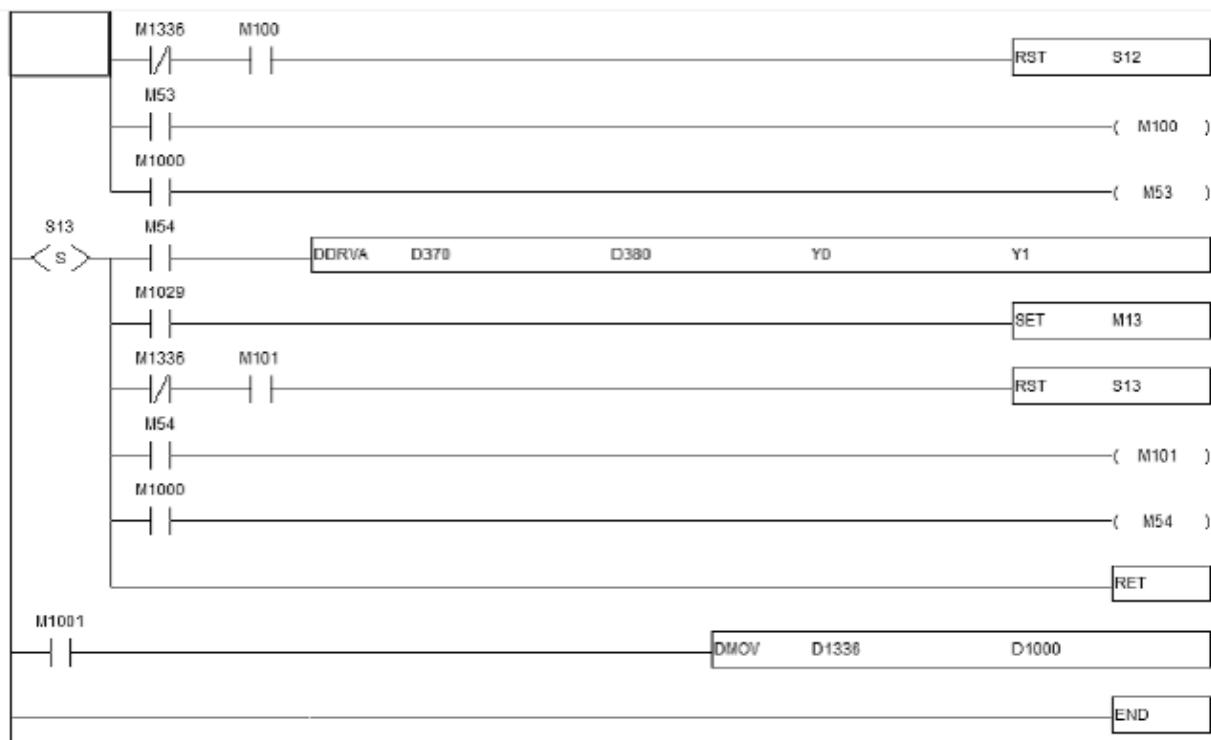 M1336 M100
RST S12
M53
( M100 )
M1000
( M53 )
S13 M54
S DDRVA D370 D380 Y0 Y1
M1029
SET M13
M1336 M101
RST S13
M54
( M101 )
M1000
( M54 )
RET
M1001
DMOV D1336 D1000
END